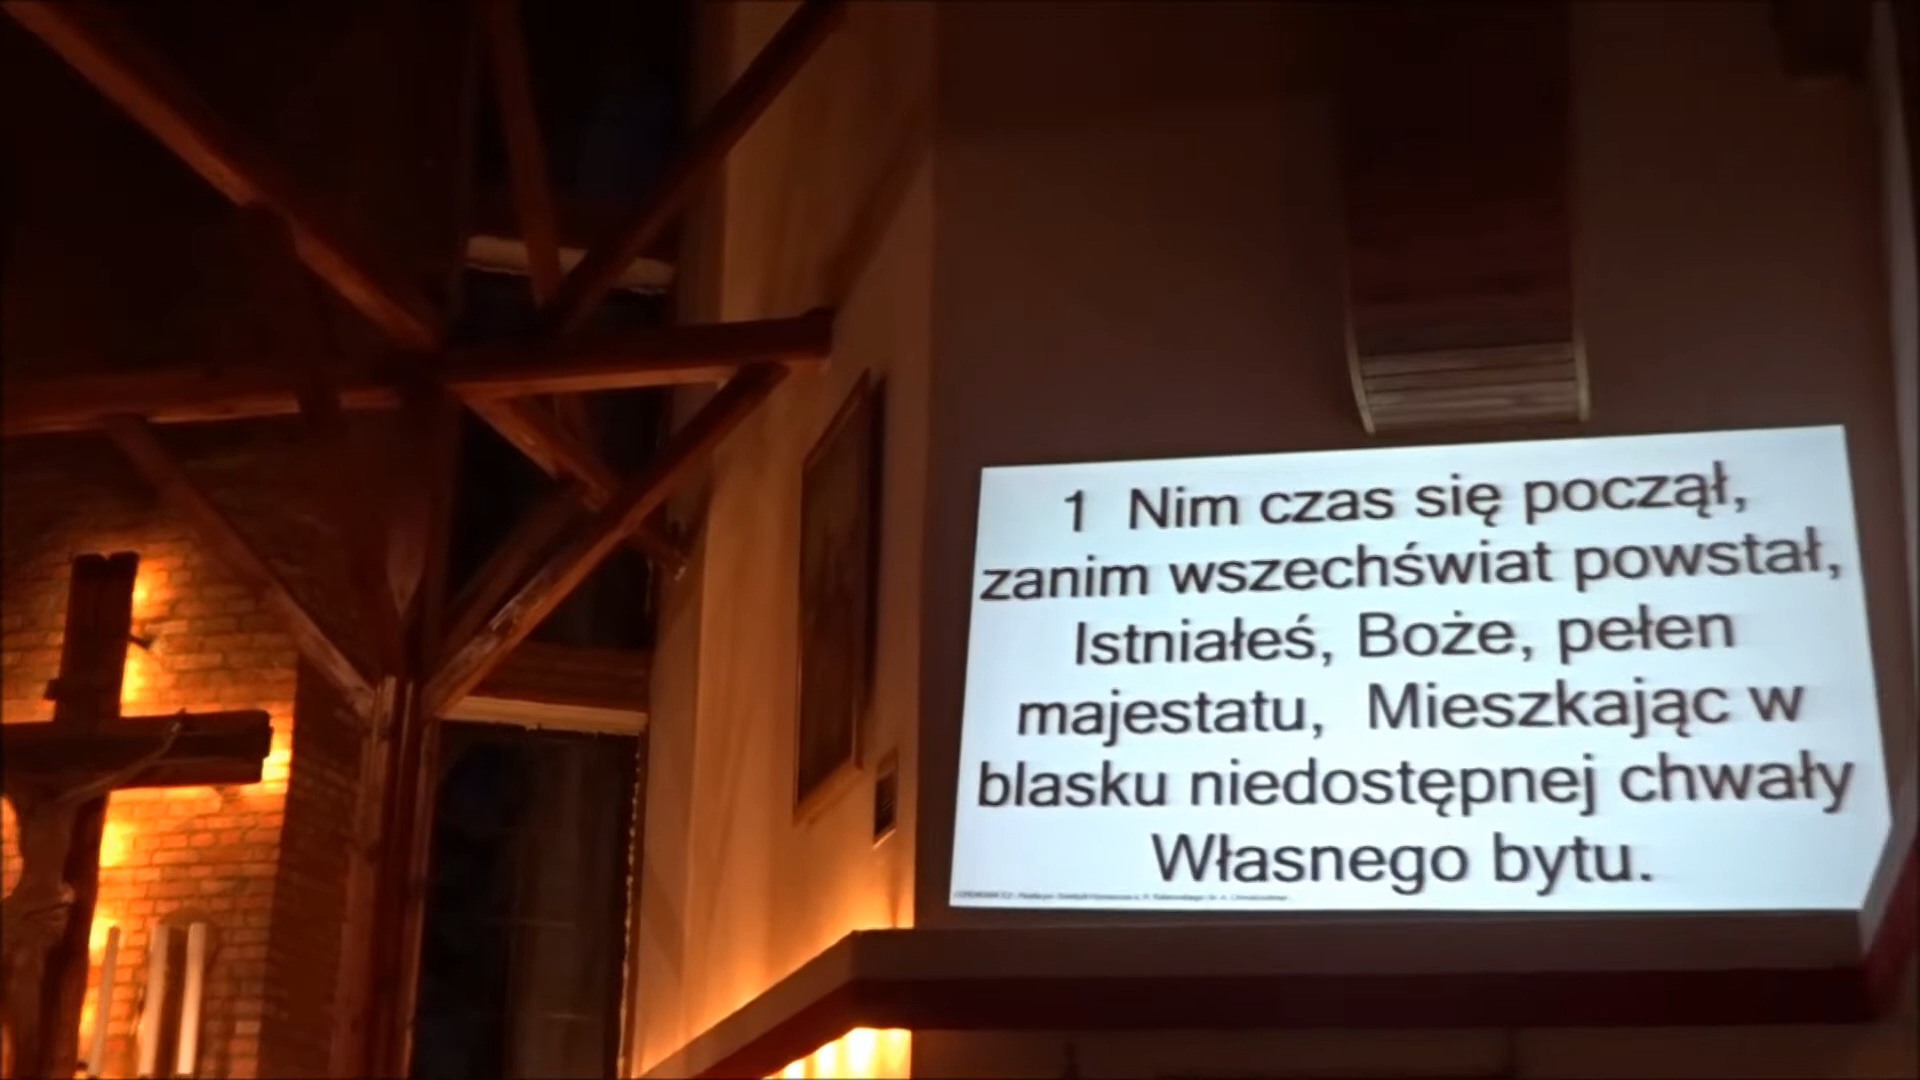 1 Nim czas się począł,
zanim wszechświat powstał,
Istniałeś, Boże, pełen
majestatu, Mieszkając w
blasku niedostępnej chwały
Własnego bytu.